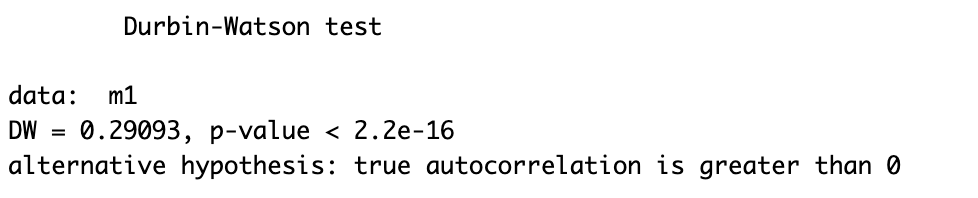 Durbin-Watson test
data:  m1
DW = 0.29093, p-value < 2.2e-16
alternative hypothesis: true autocorrelation is greater than 0